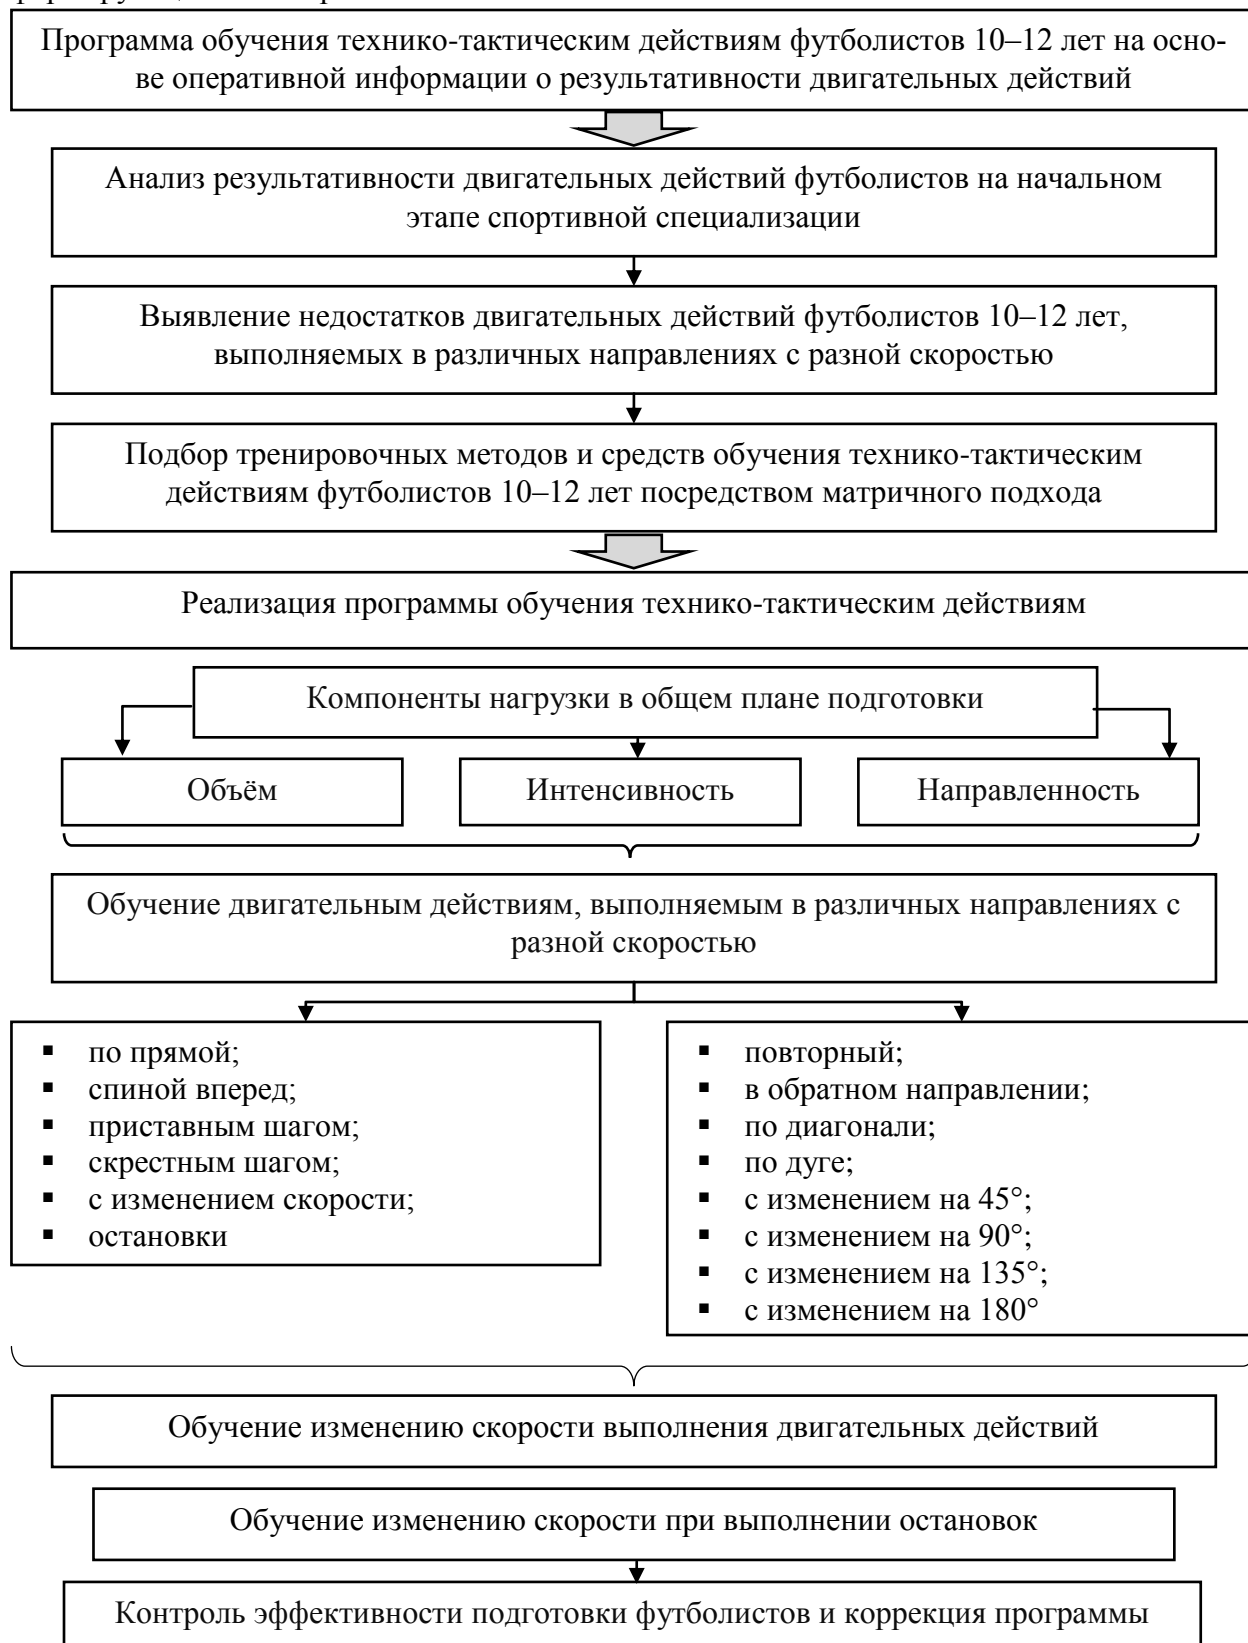 Программа обучения технико-тактическим действиям футболистов 10–12 лет на осно-
ве оперативной информации о результативности двигательных действий
Анализ результативности двигательных действий футболистов на начальном
этапе спортивной специализации
Выявление недостатков двигательных действий футболистов 10–12 лет,
выполняемых в различных направлениях с разной скоростью
Подбор тренировочных методов и средств обучения технико-тактическим
действиям футболистов 10–12 лет посредством матричного подхода
Реализация программы обучения технико-тактическим действиям
Компоненты нагрузки в общем плане подготовки
Объём
Интенсивность
Направленность
Обучение двигательным действиям, выполняемым в различных направлениях с
разной скоростью
▪ по прямой;
▪ спиной вперед;
▪ приставным шагом;
▪ скрестным шагом;
▪ с изменением скорости;
▪ остановки
▪ повторный;
▪ в обратном направлении;
▪ по диагонали;
▪ по дуге;
▪ с изменением на 45°;
▪ с изменением на 90°;
▪ с изменением на 135°;
▪ с изменением на 180°
Обучение изменению скорости выполнения двигательных действий
Обучение изменению скорости при выполнении остановок
Контроль эффективности подготовки футболистов и коррекция программы